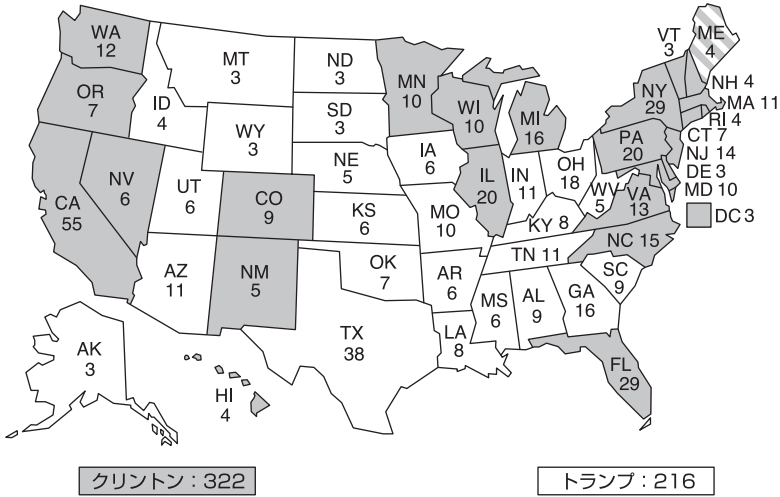 WA
12
OR
7
CA
55
NV
6
ID
4
MT
3
WY
3
UT
6
AZ
11
CO
9
NM
5
ND
3
SD
3
NE
5
KS
6
OK
7
TX
38
MN
10
IA
6
MO
10
AR
6
LA
8
WI
10
IL
20
MI
16
IN
11
OH
18
KY 8
TN 11
MS
6
AL
9
GA
16
FL
29
SC
9
NC 15
VA
13
WV
5
PA
20
NY
29
VT
3
ME
4
NH 4
MA 11
RI 4
CT 7
NJ 14
DE 3
MD 10
DC 3
AK
3
HI
4
クリントン：322
トランプ：216